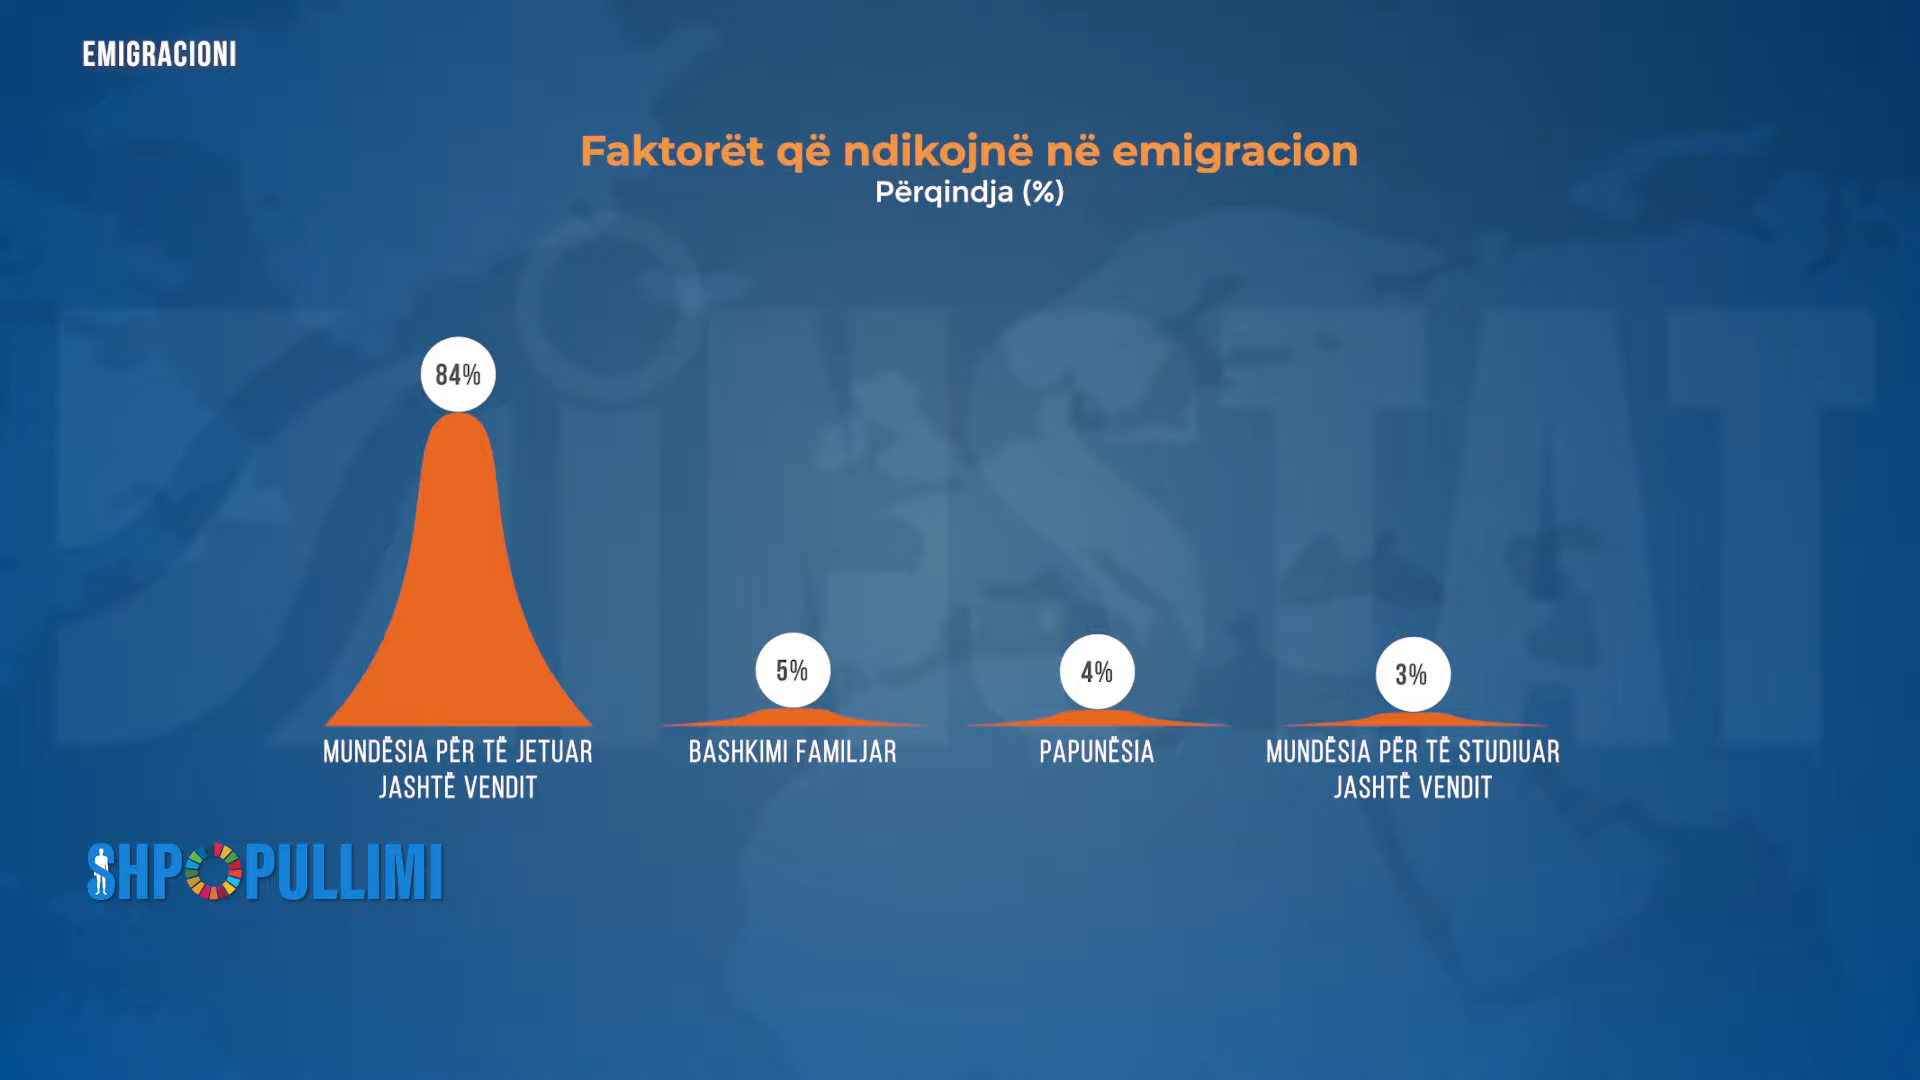 EMIGRACIONI
Faktorët që ndikojnë në emigracion
Përqindja (%)
84%
5%
4%
3%
MUNDËSIA PËR TË JETUAR
JASHTË VENDIT
BASHKIMI FAMILJAR
PAPUNËSIA
MUNDËSIA PËR TË STUDIUAR
JASHTË VENDIT
SHPOPULLIMI